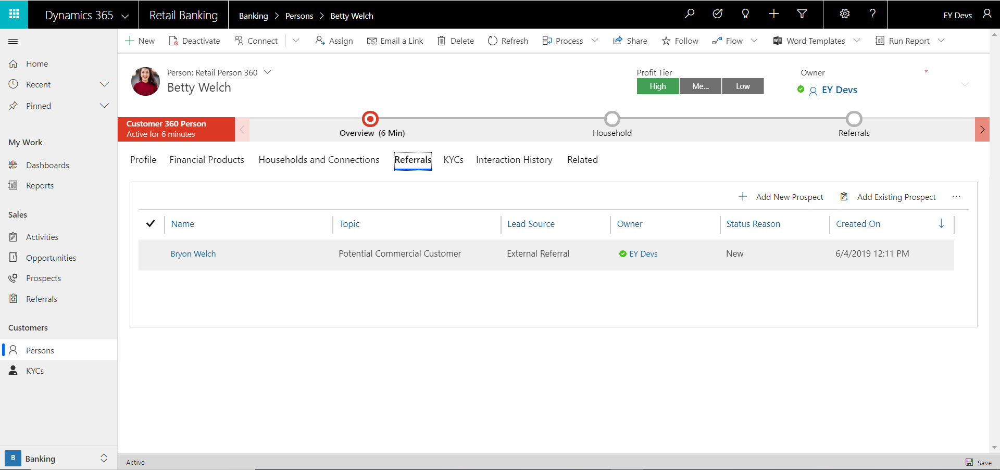 Dynamics 365
Retail Banking
Banking > Persons > Betty Welch
? EY Devs
New Deactivate Connect Assign Email a Link Delete Refresh Process Share Follow Flow Word Templates Run Report
Home
Recent
Pinned
My Work
Dashboards
Reports
Sales
Activities
Opportunities
Prospects
Referrals
Customers
Persons
KYCs
B Banking
Person: Retail Person 360
Betty Welch
Profit Tier
High Me... Low
Owner *
EY Devs
Customer 360 Person
Active for 6 minutes
Overview (6 Min) Household Referrals
Profile Financial Products Households and Connections Referrals KYCs Interaction History Related
Add New Prospect Add Existing Prospect ...
Name Topic Lead Source Owner Status Reason Created On
Bryon Welch Potential Commercial Customer External Referral EY Devs New 6/4/2019 12:11 PM
Active Save